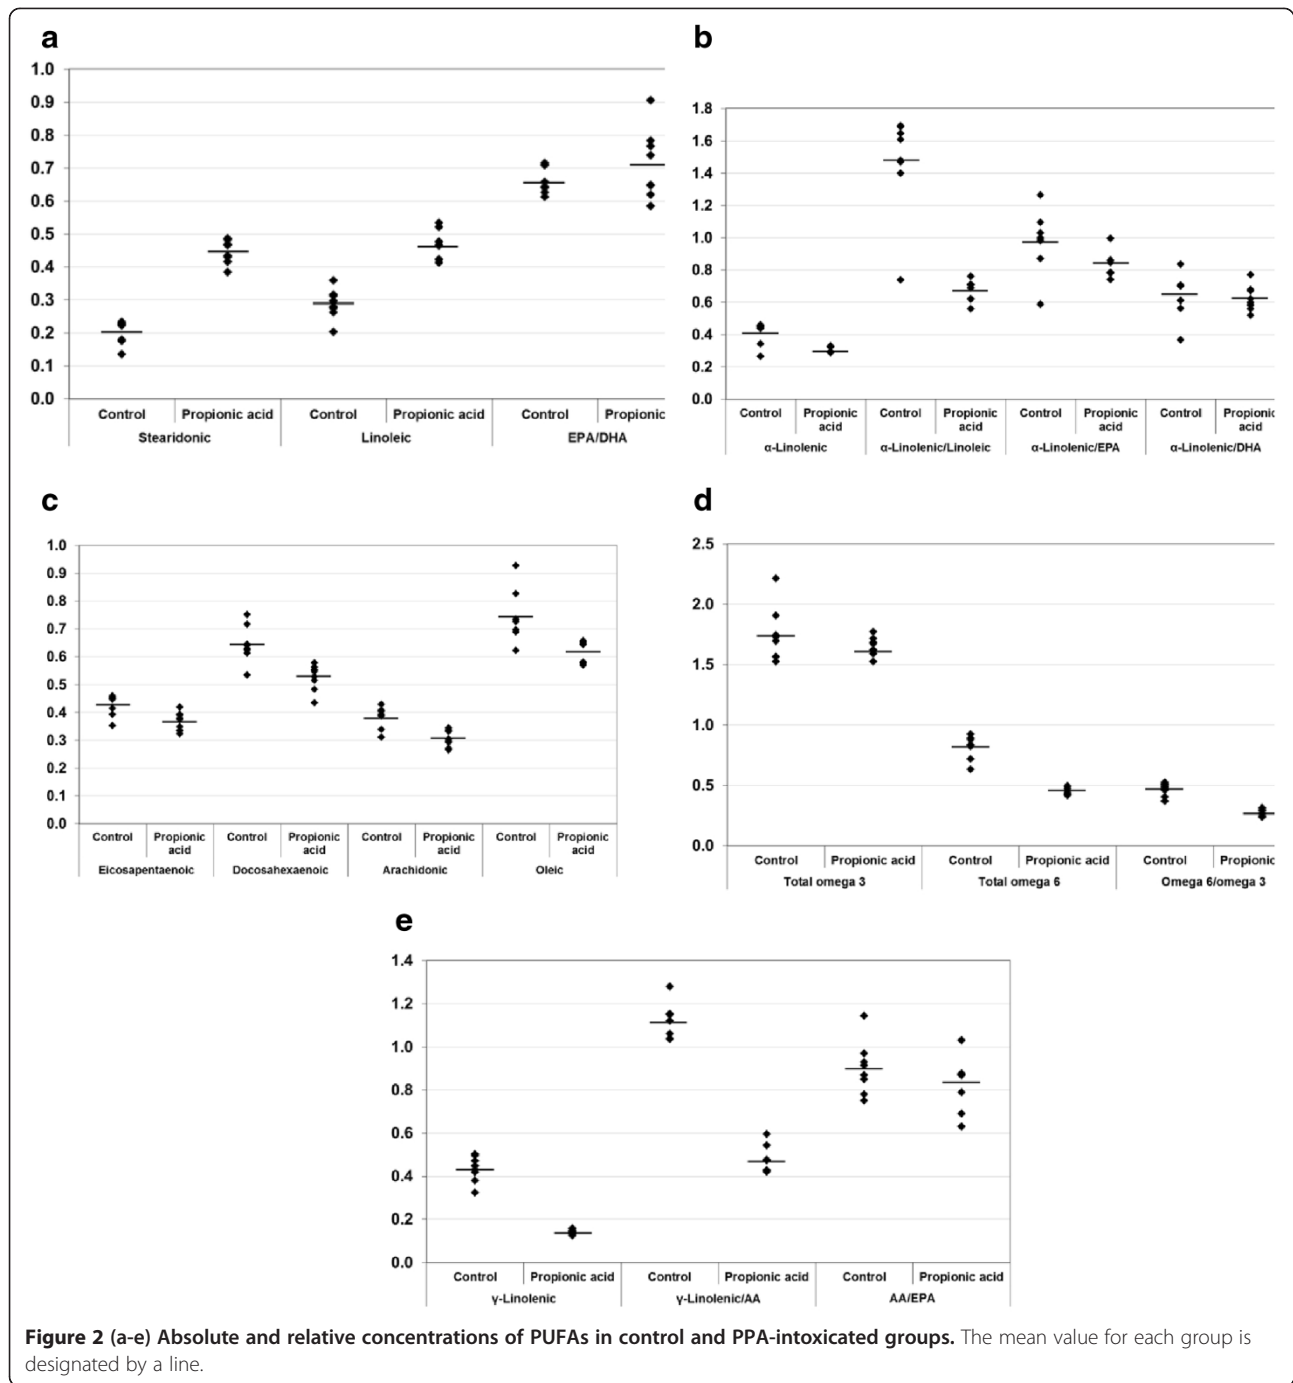 a
1.0
0.9
0.8
0.7
0.6
0.5
0.4
0.3
0.2
0.1
0.0
Control Propionic acid Control Propionic acid Control Propionic
Stearidonic Linoleic EPA/DHA
b
1.8
1.6
1.4
1.2
1.0
0.8
0.6
0.4
0.2
0.0
Control Propionic acid Control Propionic acid Control Propionic acid Control Propionic acid
α-Linolenic α-Linolenic/Linoleic α-Linolenic/EPA α-Linolenic/DHA
c
1.0
0.9
0.8
0.7
0.6
0.5
0.4
0.3
0.2
0.1
0.0
Control Propionic acid Control Propionic acid Control Propionic acid Control Propionic acid
Eicosapentaenoic Docosahexaenoic Arachidonic Oleic
d
2.5
2.0
1.5
1.0
0.5
0.0
Control Propionic acid Control Propionic acid Control Propionic
Total omega 3 Total omega 6 Omega 6/omega 3
e
1.4
1.2
1.0
0.8
0.6
0.4
0.2
0.0
Control Propionic acid Control Propionic acid Control Propionic acid
γ-Linolenic γ-Linolenic/AA AA/EPA
Figure 2 (a-e) Absolute and relative concentrations of PUFAs in control and PPA-intoxicated groups. The mean value for each group is
designated by a line.